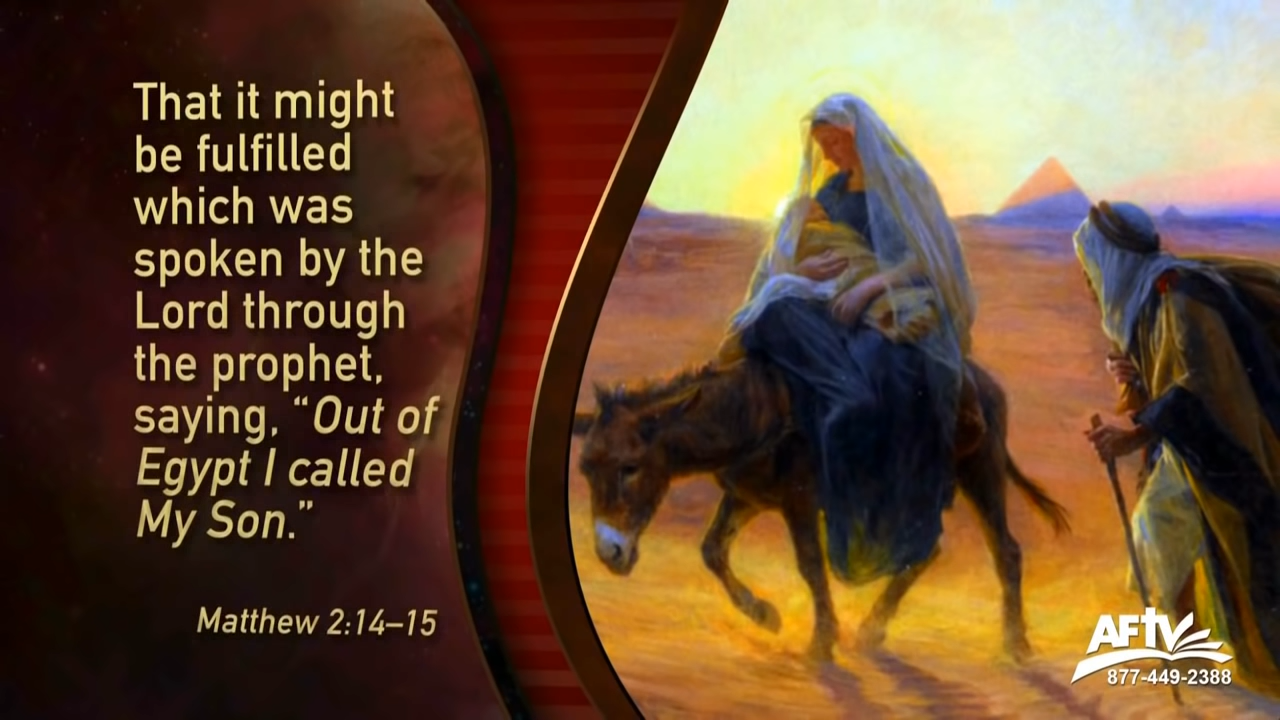 That it might
be fulfilled
which was
spoken by the
Lord through
the prophet,
saying, “Out of
Egypt I called
My Son.”
Matthew 2:14–15
AFTV
877-449-2388